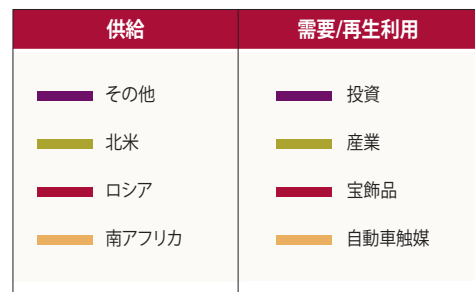 供給 需要/再生利用
その他 投資
北米 産業
ロシア 宝飾品
南アフリカ 自動車触媒